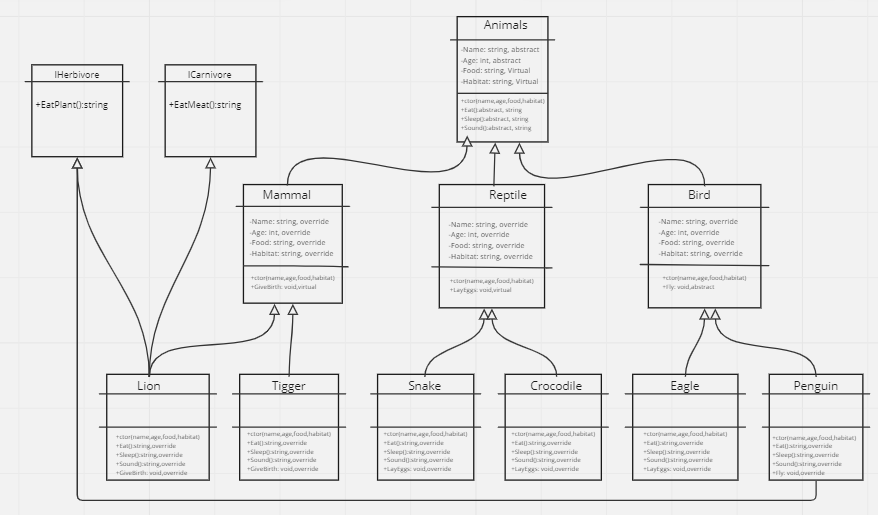 Animals
-Name: string, abstract
-Age: int, abstract
-Food: string, Virtual
-Habitat: string, Virtual
+ctor(name,age,food,habitat)
+Eat():abstract, string
+Sleep():abstract, string
+Sound():abstract, string
IHerbivore
+EatPlant():string
ICarnivore
+EatMeat():string
Mammal
-Name: string, override
-Age: int, override
-Food: string, override
-Habitat: string, override
+ctor(name,age,food,habitat)
+GiveBirth: void,virtual
Reptile
-Name: string, override
-Age: int, override
-Food: string, override
-Habitat: string, override
+ctor(name,age,food,habitat)
+LayEggs: void,virtual
Bird
-Name: string, override
-Age: int, override
-Food: string, override
-Habitat: string, override
+ctor(name,age,food,habitat)
+Fly: void,abstract
Lion
+ctor(name,age,food,habitat)
+Eat():string,override
+Sleep():string,override
+Sound():string,override
+GiveBirth: void,override
Tigger
+ctor(name,age,food,habitat)
+Eat():string,override
+Sleep():string,override
+Sound():string,override
+GiveBirth: void,override
Snake
+ctor(name,age,food,habitat)
+Eat():string,override
+Sleep():string,override
+Sound():string,override
+LayEggs: void,override
Crocodile
+ctor(name,age,food,habitat)
+Eat():string,override
+Sleep():string,override
+Sound():string,override
+LayEggs: void,override
Eagle
+ctor(name,age,food,habitat)
+Eat():string,override
+Sleep():string,override
+Sound():string,override
+LayEggs: void,override
Penguin
+ctor(name,age,food,habitat)
+Eat():string,override
+Sleep():string,override
+Sound():string,override
+Fly: void,override